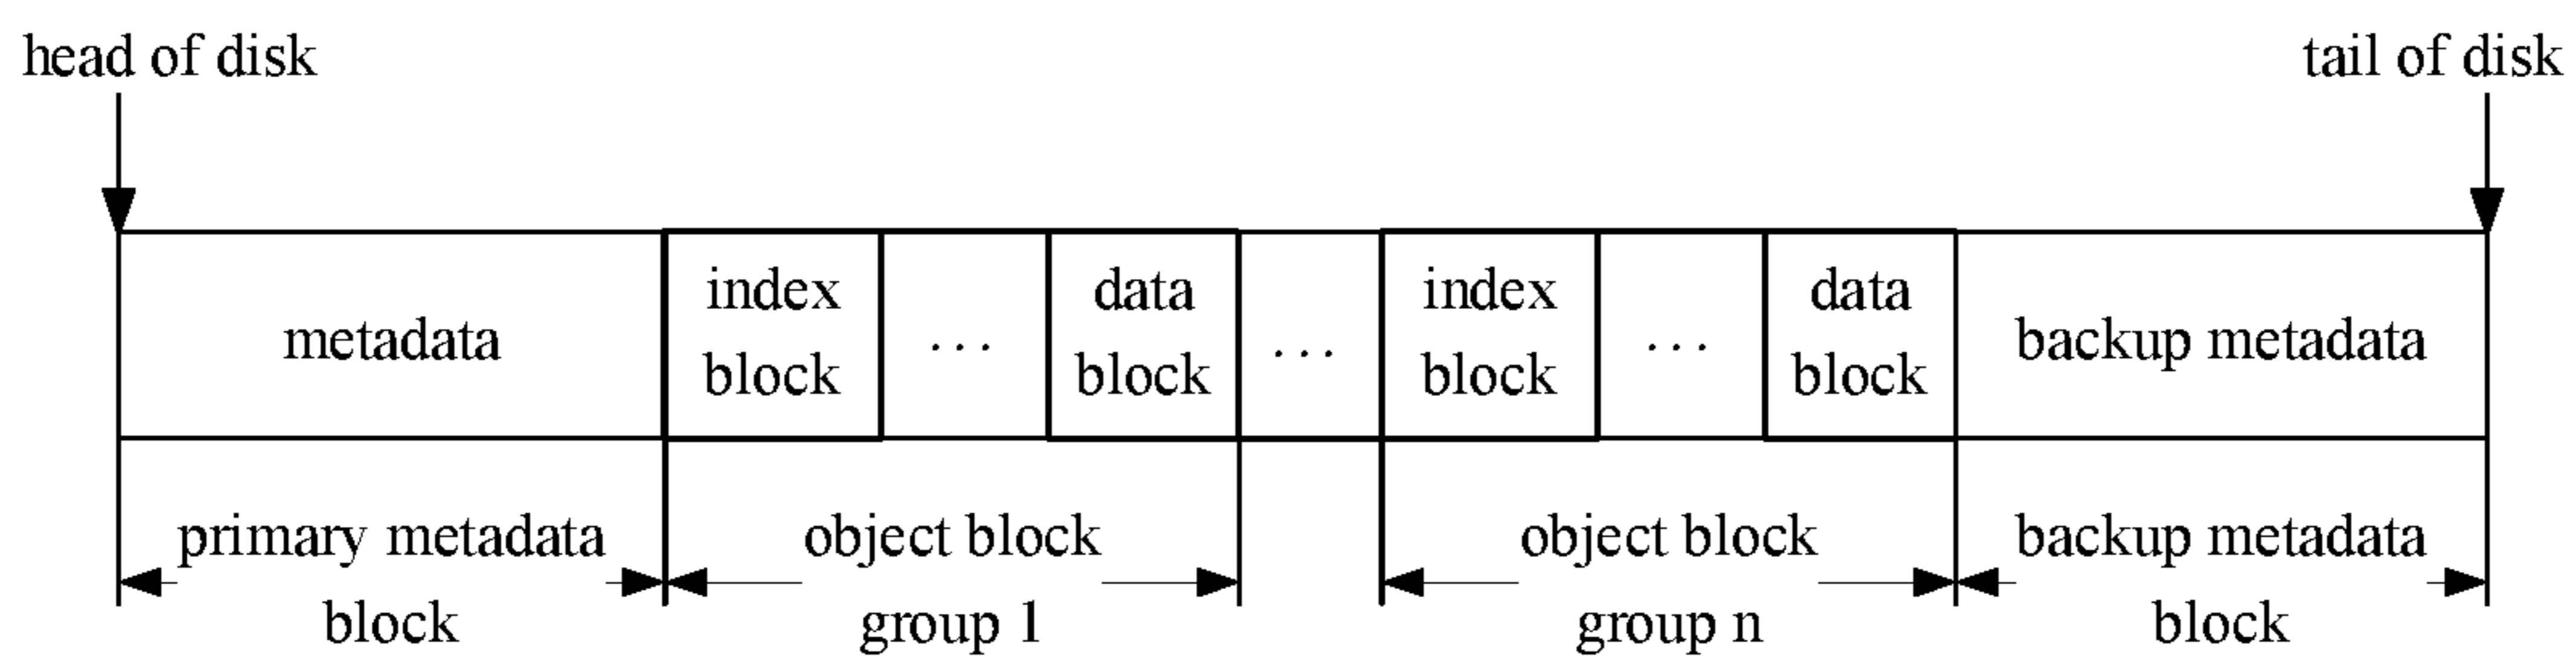 head of disk
tail of disk
metadata
index
block
...
data
block
...
index
block
...
data
block
backup metadata
primary metadata
block
object block
group 1
object block
group n
backup metadata
block